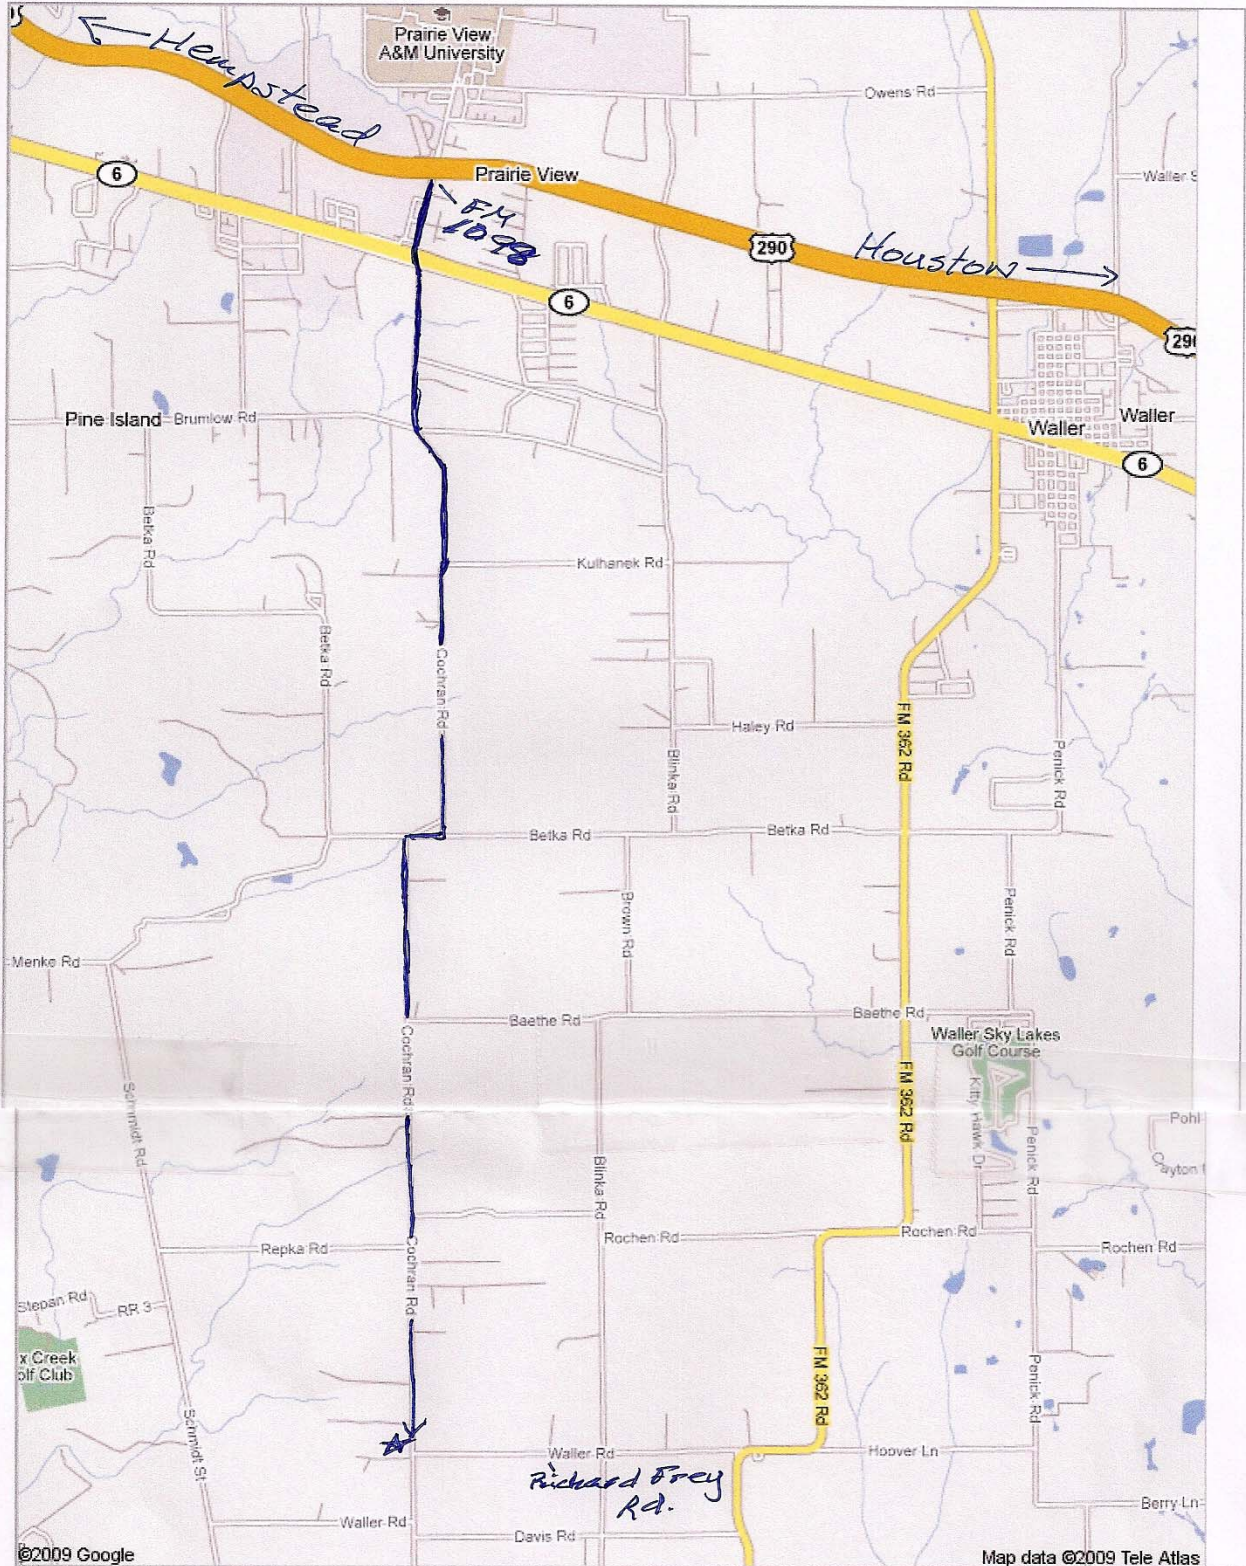 Prairie View
A&M University
← Hempstead
Owens Rd
6
Prairie View
FM
1098
290
Houston →
6
290
Pine Island
Brumlow Rd
Waller
Waller
6
Betka Rd
Kulhanek Rd
Betka Rd
Cochran Rd
Haley Rd
FM 362 Rd
Blinka Rd
Penick Rd
Betka Rd
Betka Rd
Brown Rd
Penick Rd
Menke Rd
Baethe Rd
Baethe Rd
Waller Sky Lakes
Golf Course
Cochran Rd
FM 362 Rd
Kitty Hawk Dr
Schmidt Rd
Penick Rd
Pohl
Blinka Rd
Rochen Rd
Rochen Rd
Rochen Rd
Repka Rd
Cochran Rd
Stepan Rd
RR 3
x Creek
olf Club
FM 362 Rd
Penick Rd
Schmidt St
Waller Rd
Hoover Ln
Richard Frey
Rd.
Waller Rd
Davis Rd
Berry Ln
©2009 Google
Map data ©2009 Tele Atlas